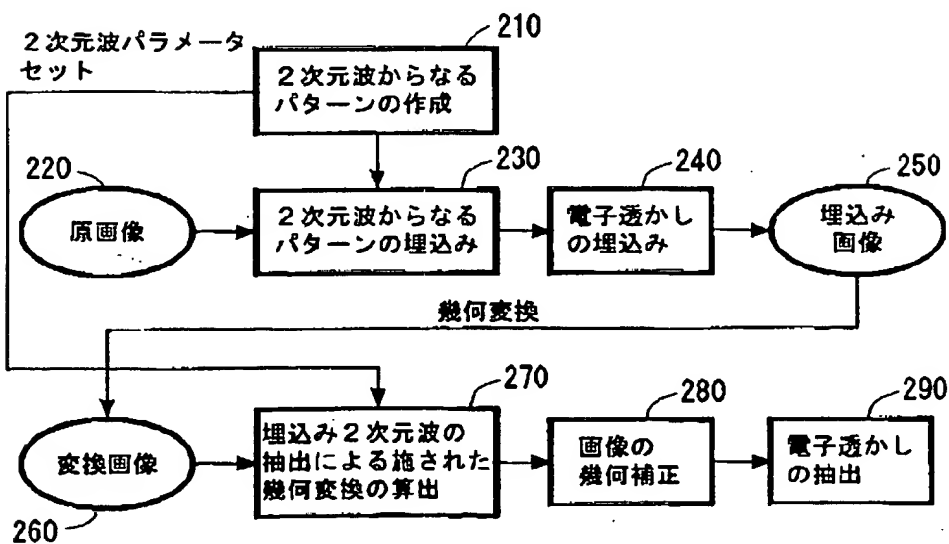 210
2次元波パラメータ
セット
2次元波からなる
パターンの作成
220
230
240
250
原画像
2次元波からなる
パターンの埋込み
電子透かし
の埋込み
埋込み
画像
幾何変換
270
280
290
変換画像
埋込み2次元波の
抽出による施された
幾何変換の算出
画像の
幾何補正
電子透かし
の抽出
260